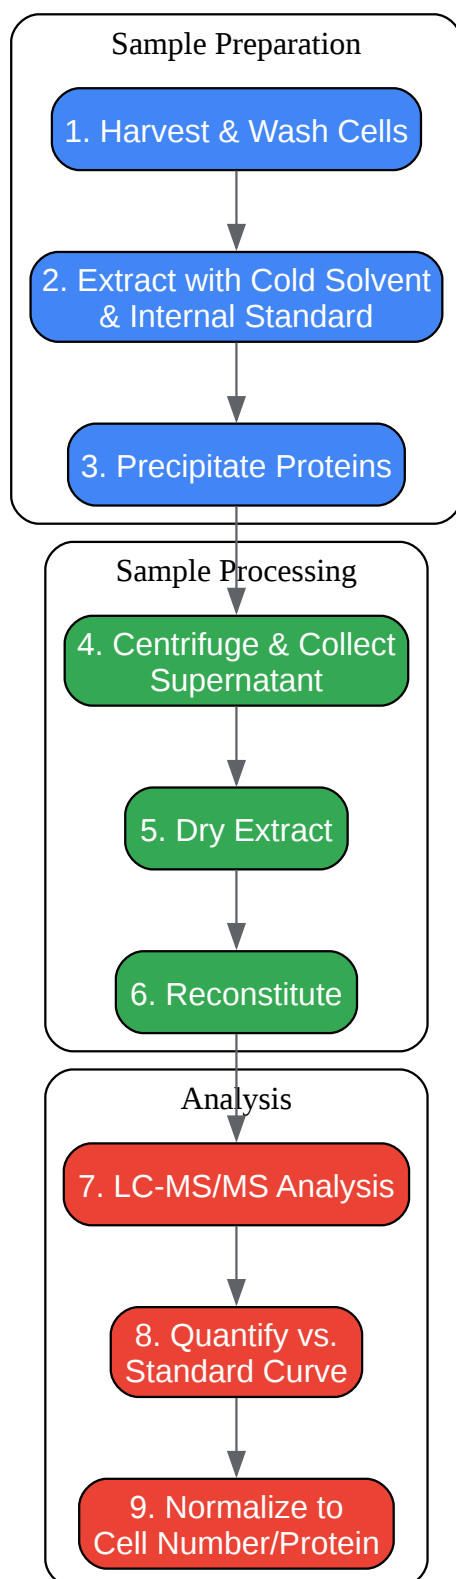 Sample Preparation
1. Harvest & Wash Cells
2. Extract with Cold Solvent
& Internal Standard
3. Precipitate Proteins
Sample Processing
4. Centrifuge & Collect
Supernatant
5. Dry Extract
6. Reconstitute
Analysis
7. LC-MS/MS Analysis
8. Quantify vs.
Standard Curve
9. Normalize to
Cell Number/Protein